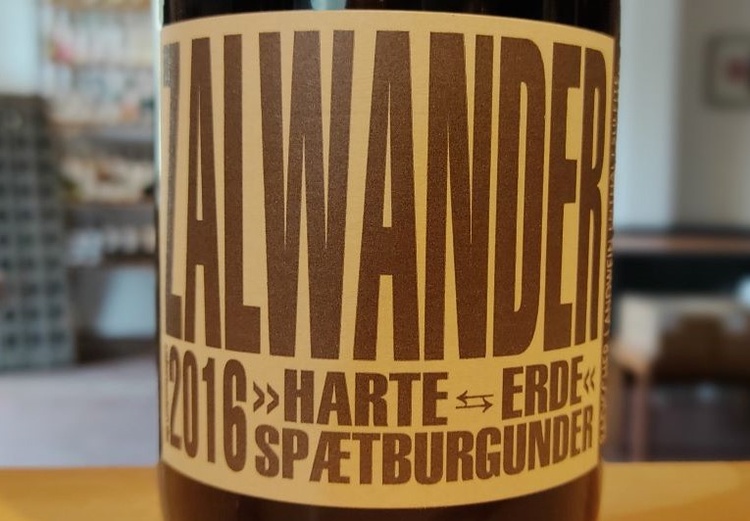 ZALWANDER
2016 »HARTE ⇆ ERDE«
SPÆTBURGUNDER